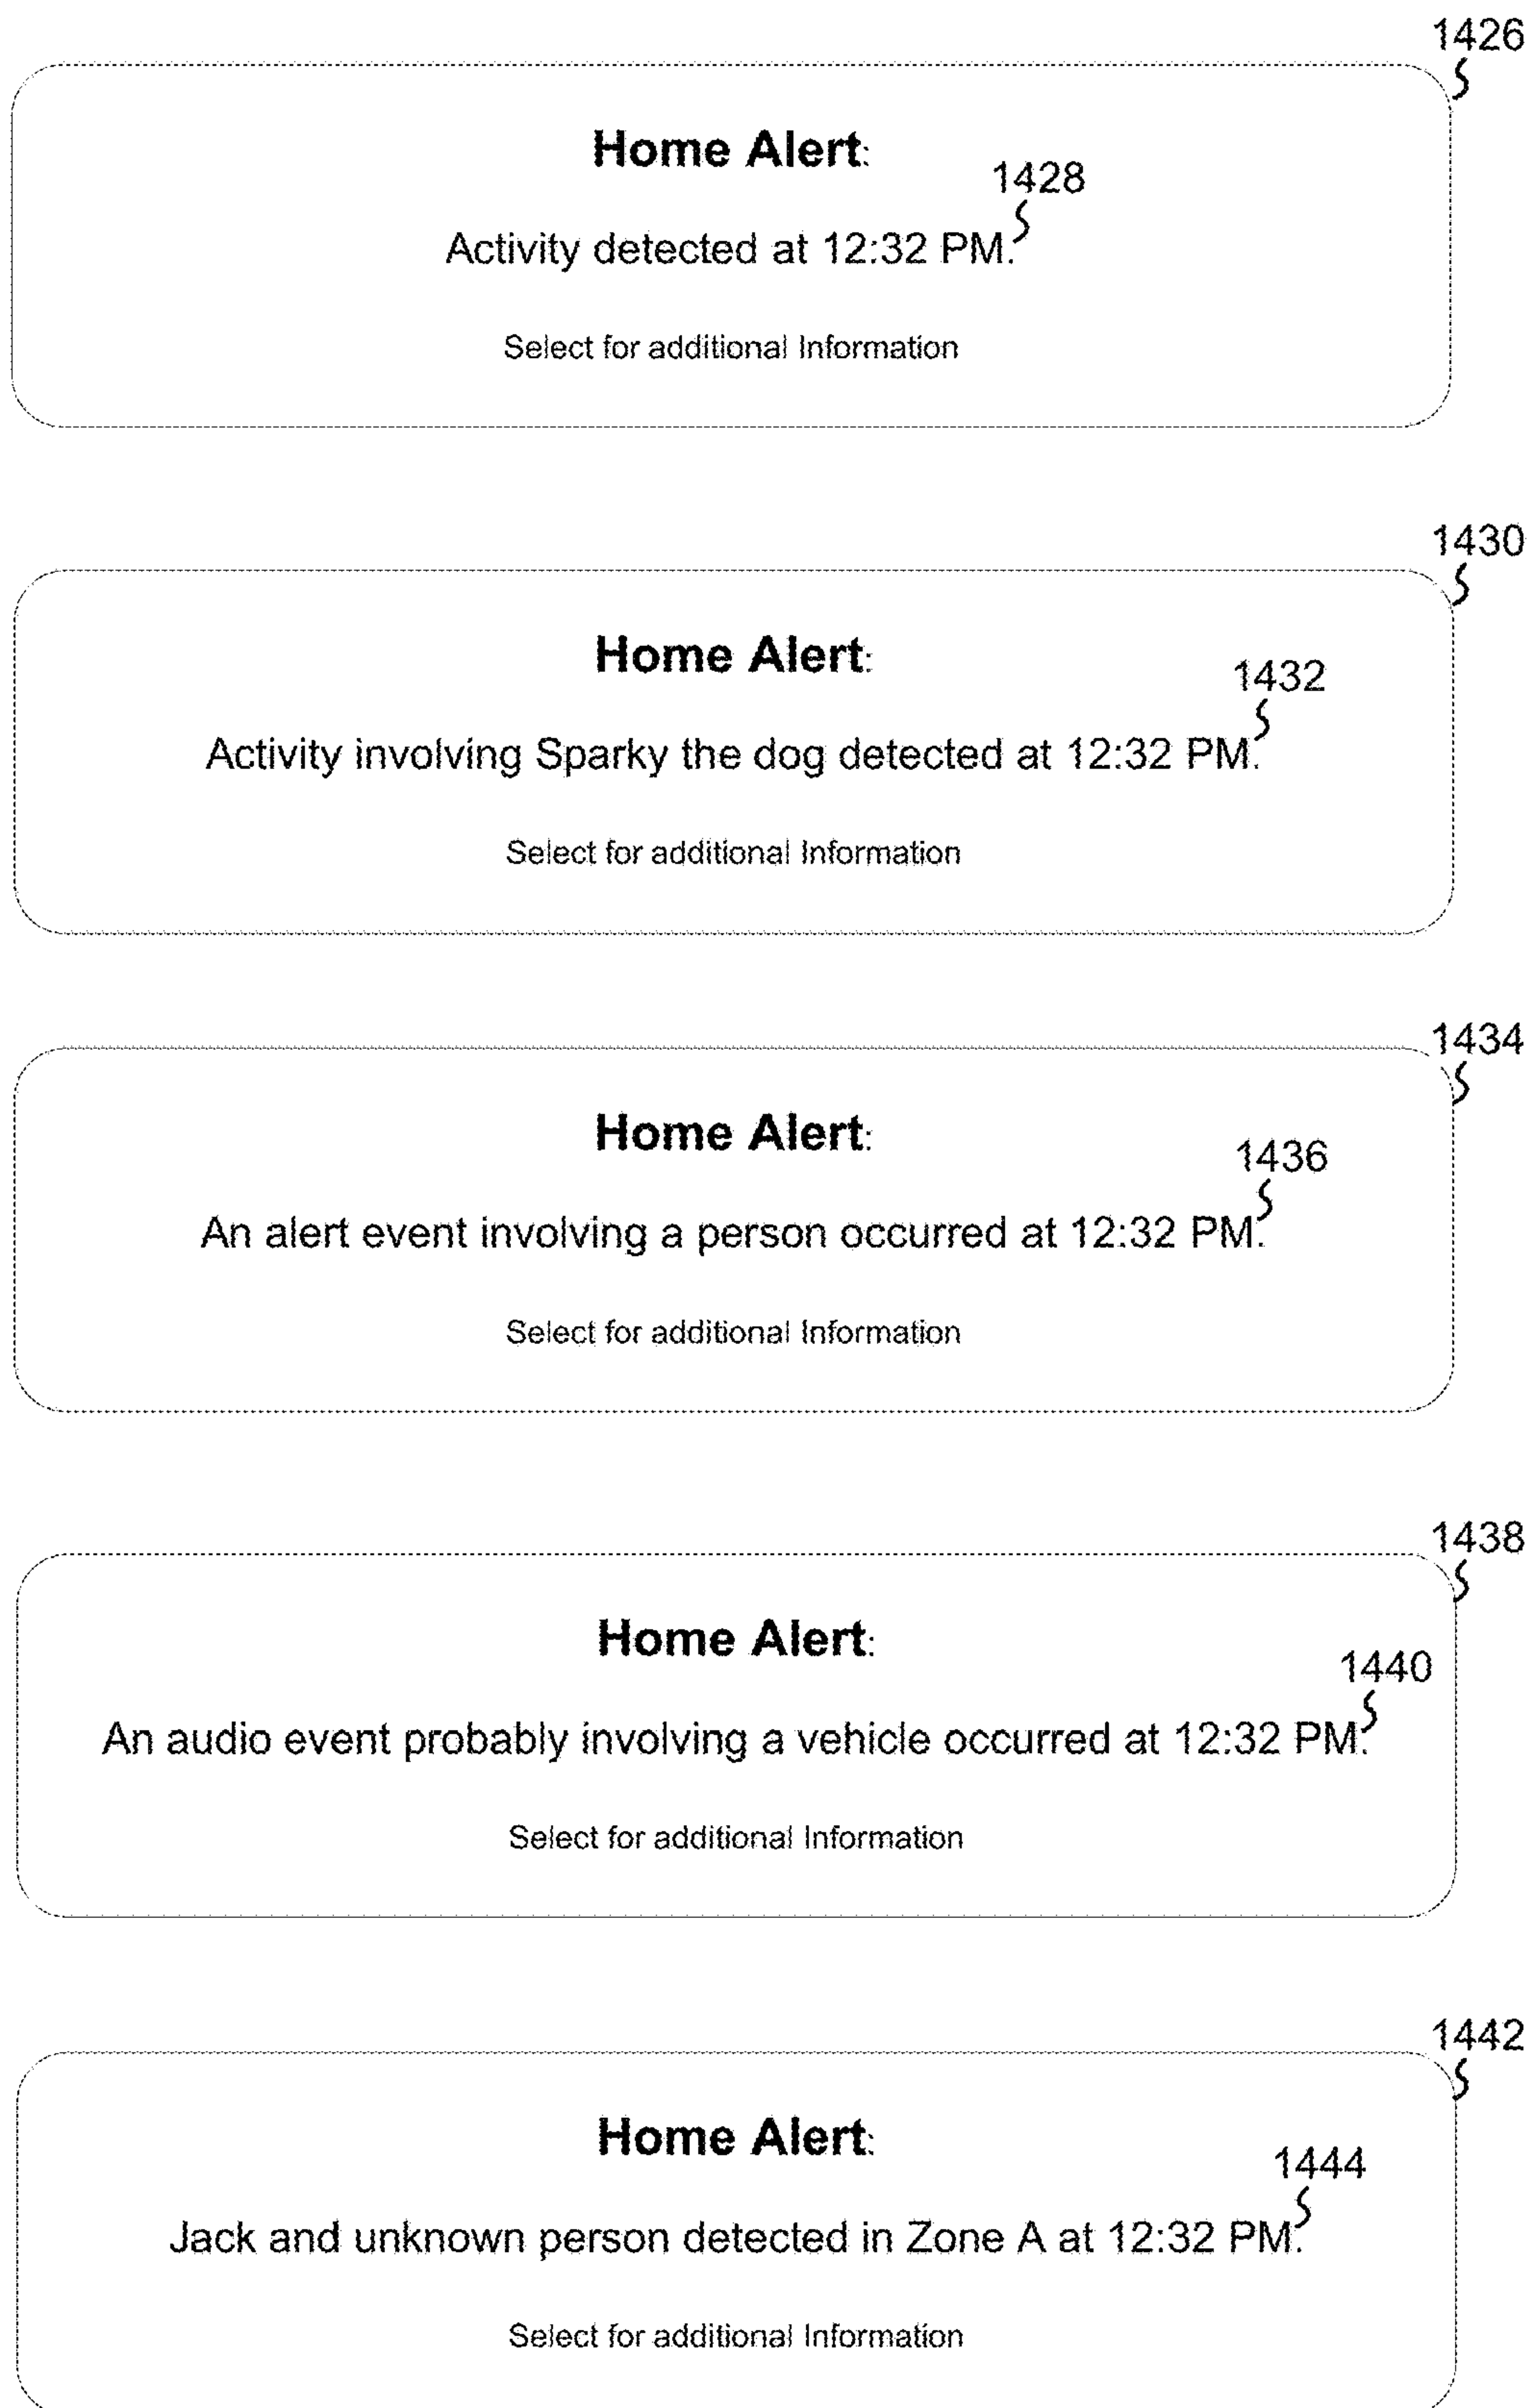 1426
Home Alert:
1428
Activity detected at 12:32 PM.
Select for additional Information
1430
Home Alert:
1432
Activity involving Sparky the dog detected at 12:32 PM.
Select for additional Information
1434
Home Alert:
1436
An alert event involving a person occurred at 12:32 PM.
Select for additional Information
1438
Home Alert:
1440
An audio event probably involving a vehicle occurred at 12:32 PM.
Select for additional Information
1442
Home Alert:
1444
Jack and unknown person detected in Zone A at 12:32 PM.
Select for additional Information